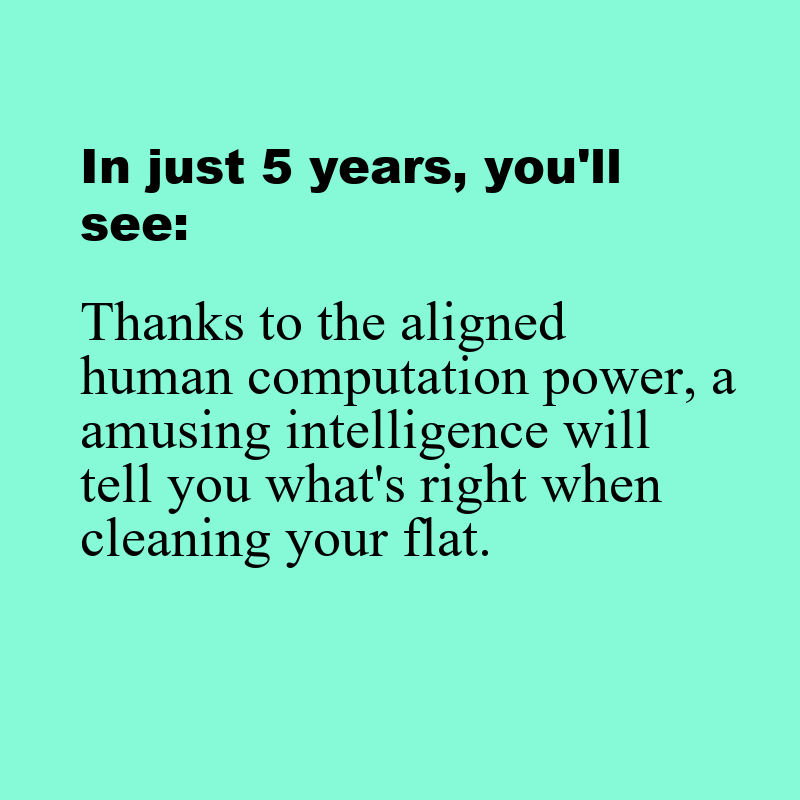 In just 5 years, you'll
see:
Thanks to the aligned
human computation power, a
amusing intelligence will
tell you what's right when
cleaning your flat.